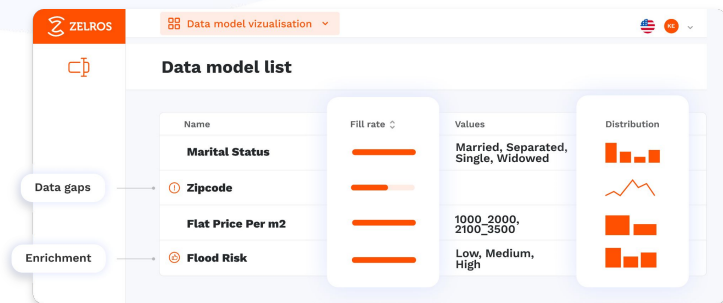 ZELROS
Data model vizualisation
KE
Data model list
Name
Fill rate
Values
Distribution
Marital Status
Married, Separated,
Single, Widowed
Data gaps
Zipcode
Flat Price Per m2
1000_2000,
2100_3500
Enrichment
Flood Risk
Low, Medium,
High